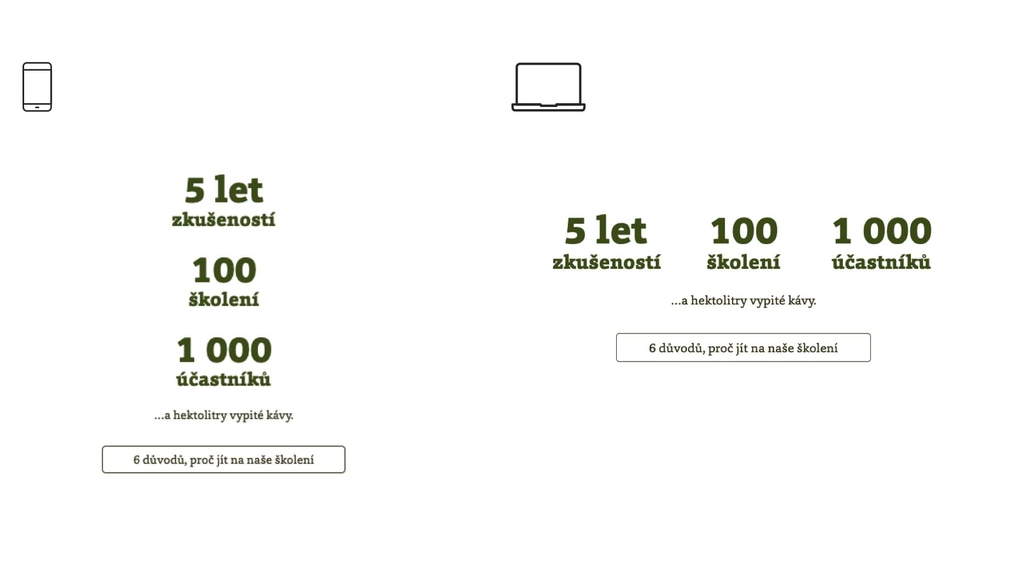 5 let
zkušeností
100
školení
1 000
účastníků
…a hektolitry vypité kávy.
6 důvodů, proč jít na naše školení
5 let
zkušeností
100
školení
1 000
účastníků
…a hektolitry vypité kávy.
6 důvodů, proč jít na naše školení